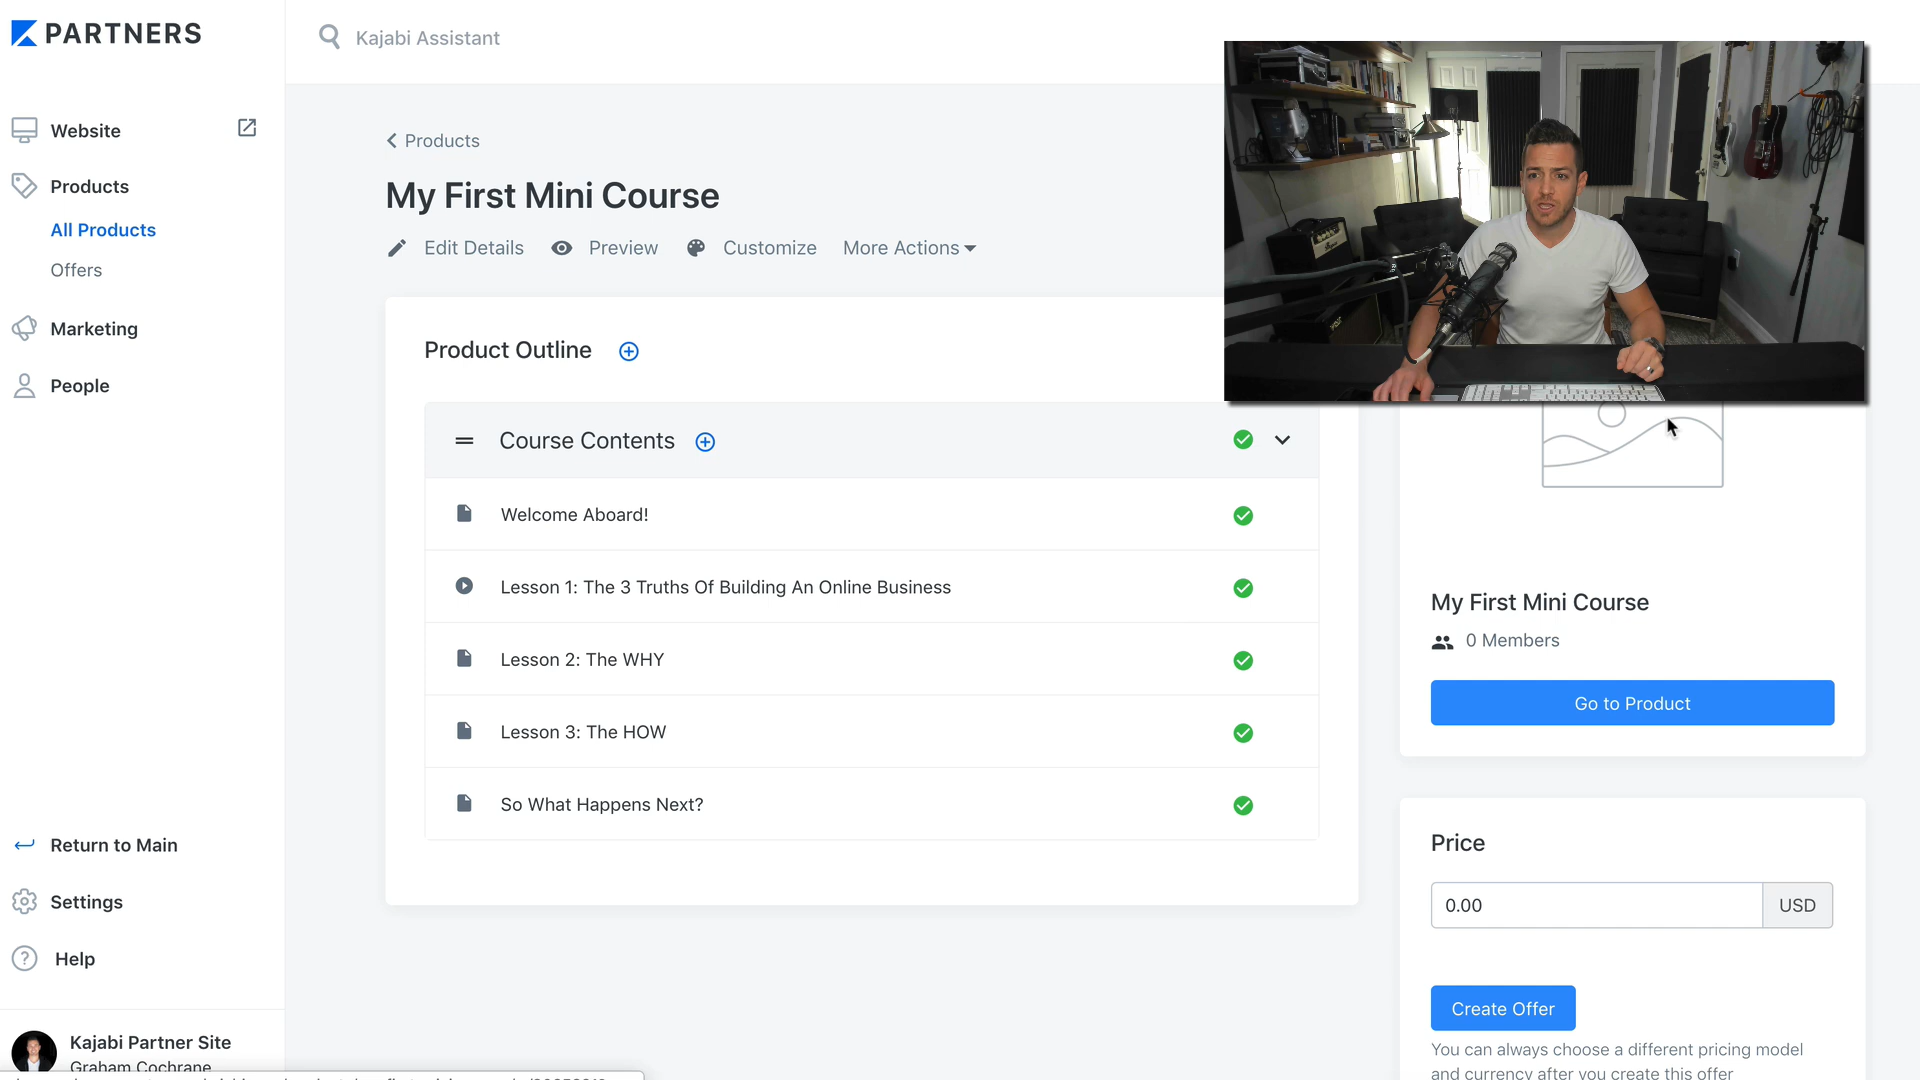 PARTNERS
Kajabi Assistant
Website
Products
All Products
Offers
Marketing
People
Return to Main
Settings
Help
Kajabi Partner Site
Graham Cochrane
Products
My First Mini Course
Edit Details
Preview
Customize
More Actions
Product Outline
Course Contents
Welcome Aboard!
Lesson 1: The 3 Truths Of Building An Online Business
Lesson 2: The WHY
Lesson 3: The HOW
So What Happens Next?
My First Mini Course
0 Members
Go to Product
Price
0.00 USD
Create Offer
You can always choose a different pricing model
and currency after you create this offer